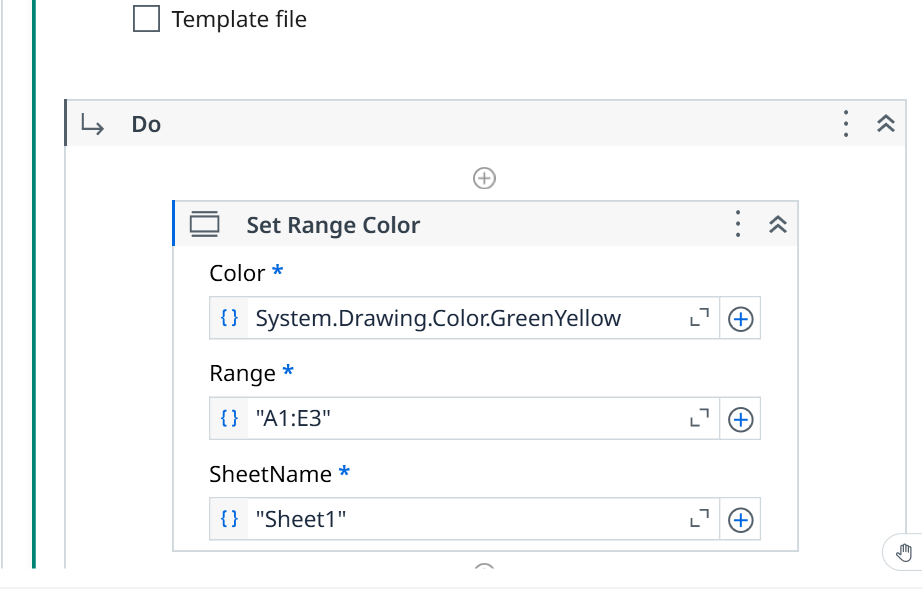 Template file
Do
Set Range Color
Color *
{} System.Drawing.Color.GreenYellow
Range *
{} "A1:E3"
SheetName *
{} "Sheet1"